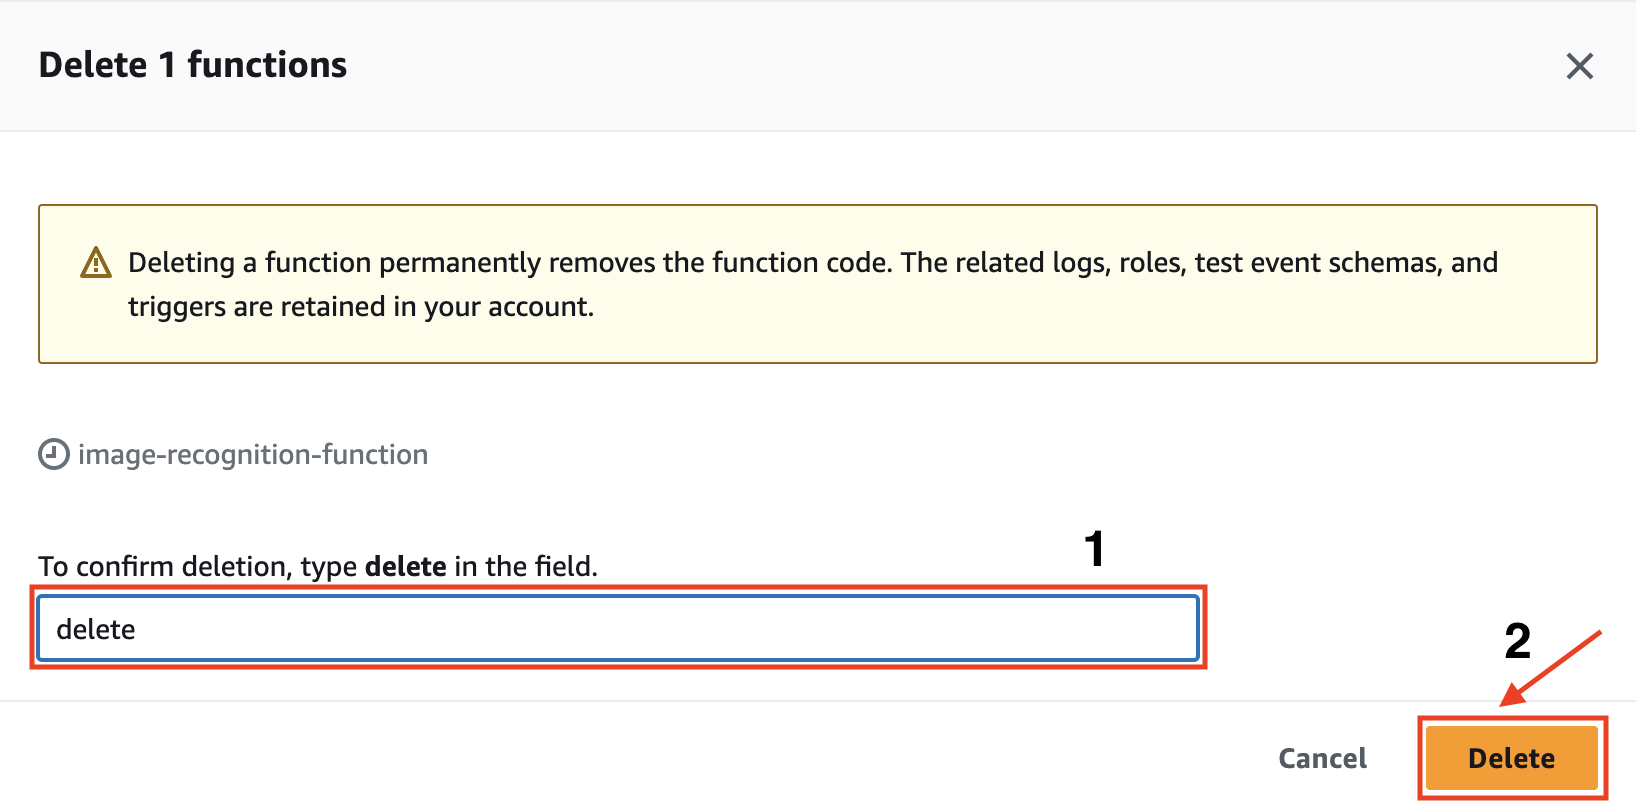 Delete 1 functions
Deleting a function permanently removes the function code. The related logs, roles, test event schemas, and
triggers are retained in your account.
image-recognition-function
1
To confirm deletion, type delete in the field.
delete
2
Cancel
Delete